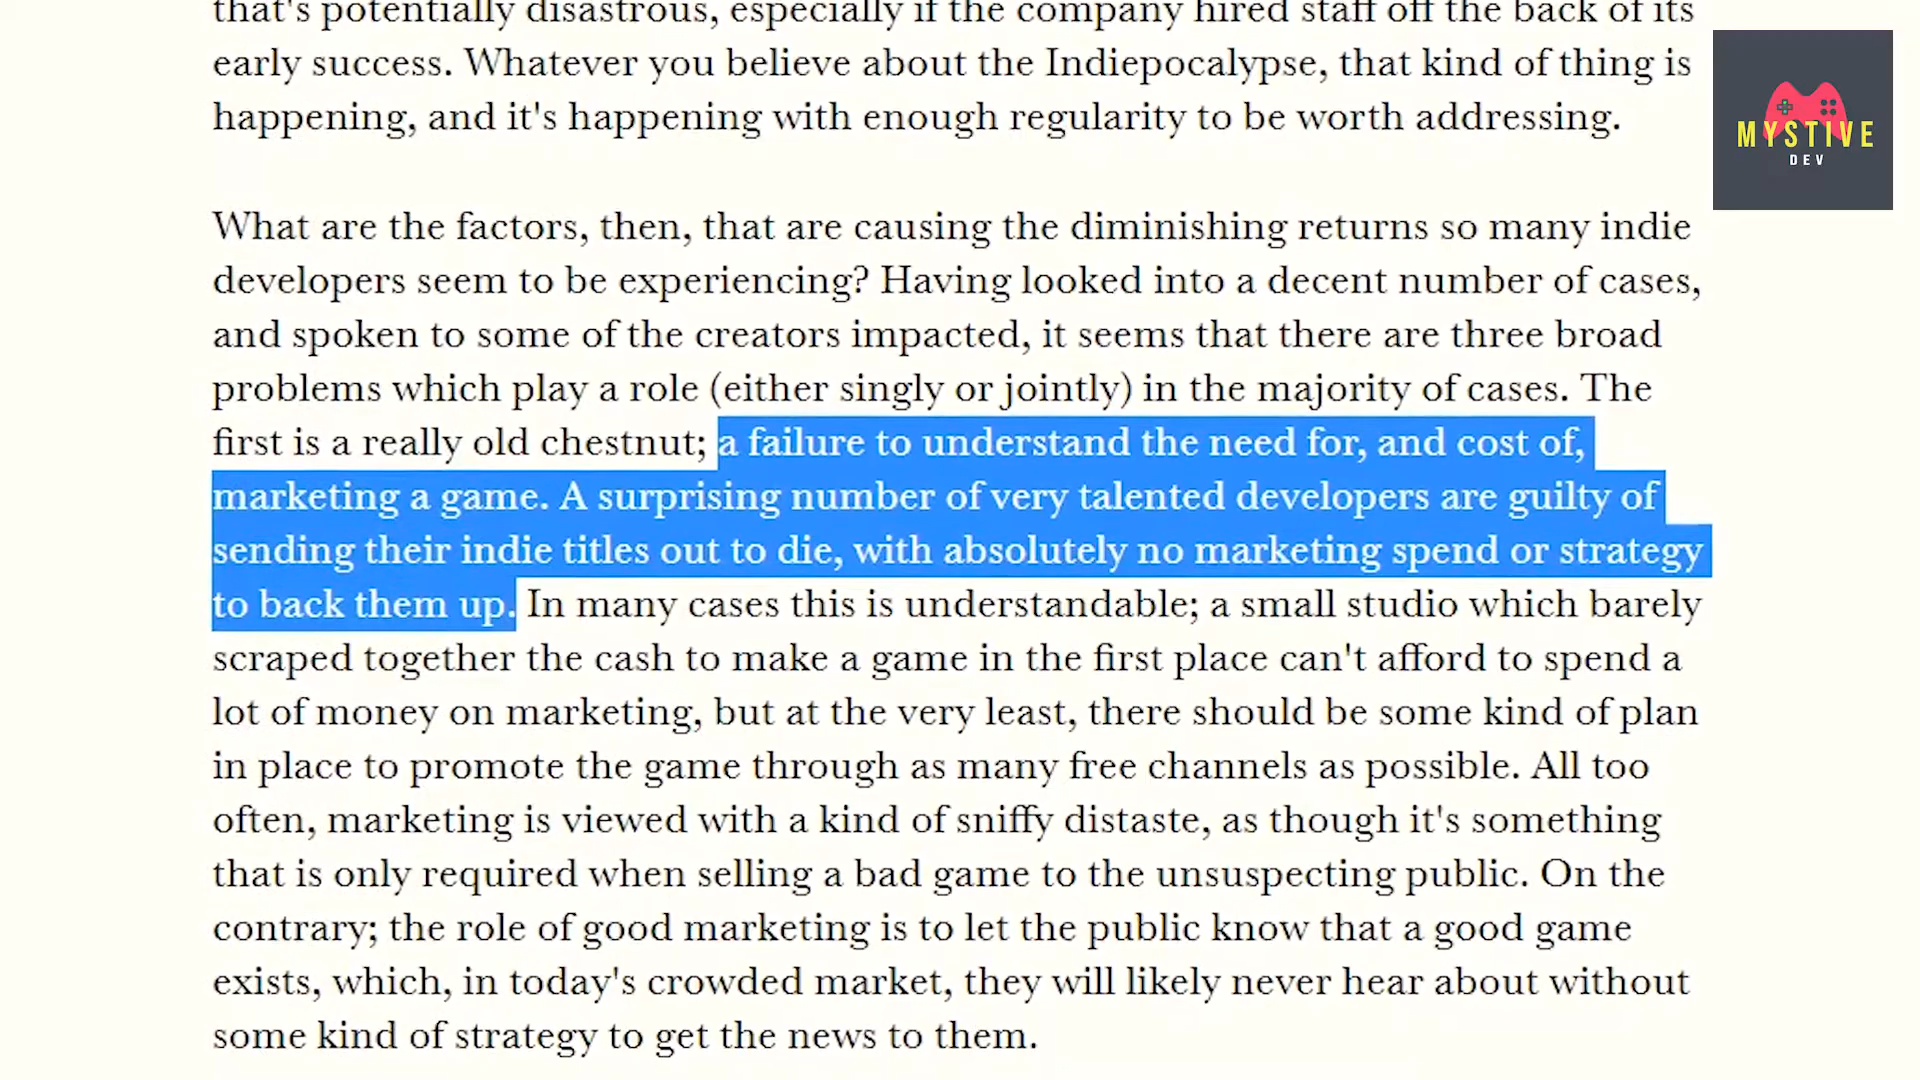 that's potentially disastrous, especially if the company hired staff off the back of its
early success. Whatever you believe about the Indiepocalypse, that kind of thing is
happening, and it's happening with enough regularity to be worth addressing.
MYSTIVE
DEV
What are the factors, then, that are causing the diminishing returns so many indie
developers seem to be experiencing? Having looked into a decent number of cases,
and spoken to some of the creators impacted, it seems that there are three broad
problems which play a role (either singly or jointly) in the majority of cases. The
first is a really old chestnut; a failure to understand the need for, and cost of,
marketing a game. A surprising number of very talented developers are guilty of
sending their indie titles out to die, with absolutely no marketing spend or strategy
to back them up. In many cases this is understandable; a small studio which barely
scraped together the cash to make a game in the first place can't afford to spend a
lot of money on marketing, but at the very least, there should be some kind of plan
in place to promote the game through as many free channels as possible. All too
often, marketing is viewed with a kind of sniffy distaste, as though it's something
that is only required when selling a bad game to the unsuspecting public. On the
contrary; the role of good marketing is to let the public know that a good game
exists, which, in today's crowded market, they will likely never hear about without
some kind of strategy to get the news to them.